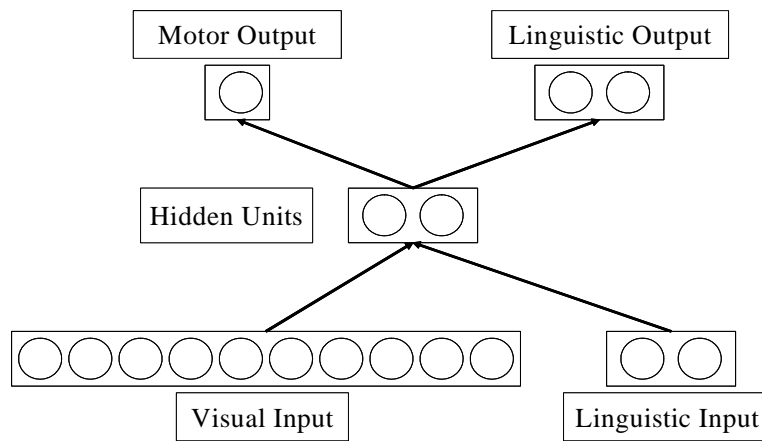 Motor Output
Linguistic Output
Hidden Units
Visual Input
Linguistic Input